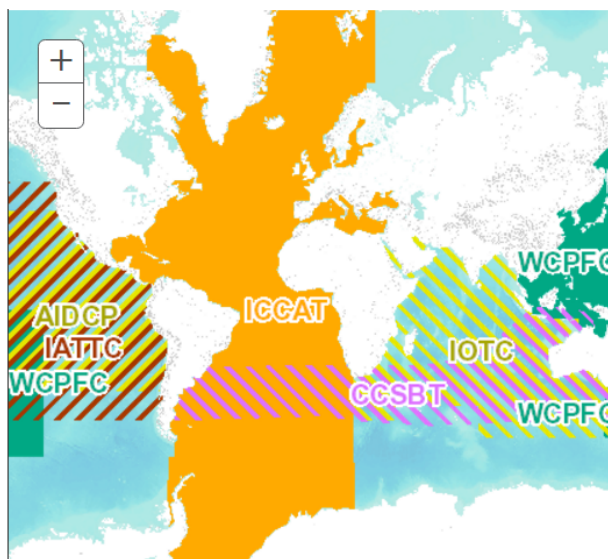 +
−
WCPFC
ICCAT
AIDCP
IATTC
IOTC
WCPFC
CCSBT
WCPFC